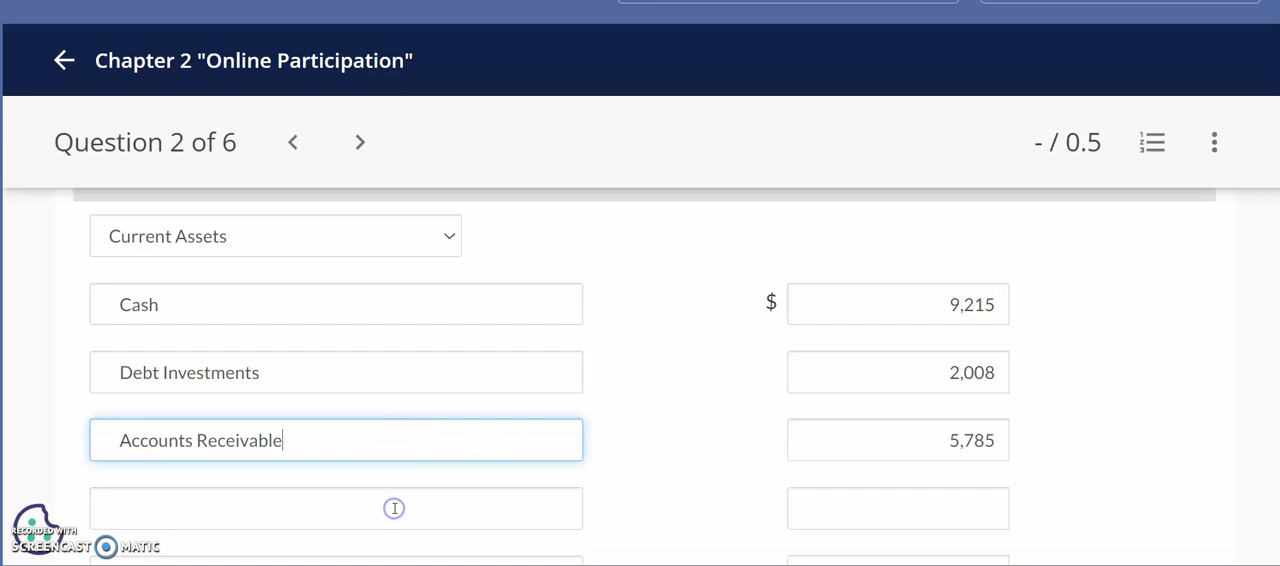 Chapter 2 "Online Participation"
Question 2 of 6
- / 0.5
Current Assets
Cash
$
9,215
Debt Investments
2,008
Accounts Receivable
5,785
RECORDED WITH
SCREENCAST MATIC